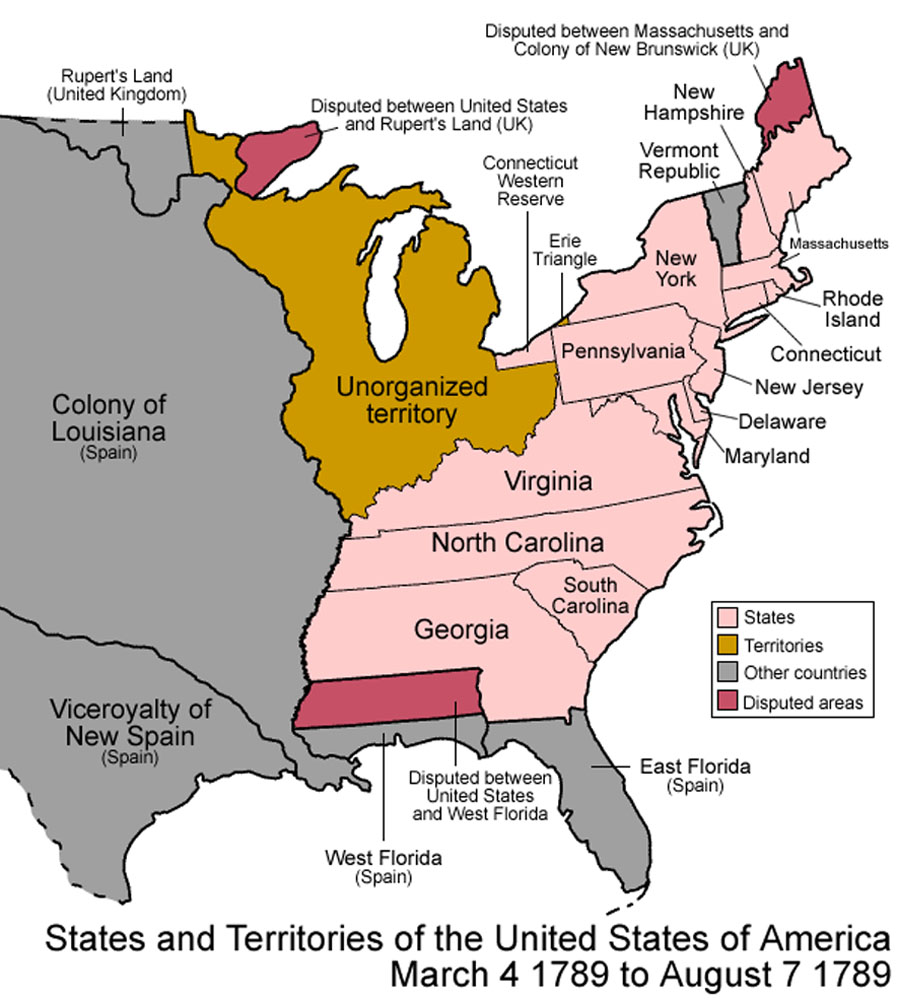 Disputed between Massachusetts and
Colony of New Brunswick (UK)
Rupert's Land
(United Kingdom)
Disputed between United States
and Rupert's Land (UK)
New
Hampshire
Vermont
Republic
Connecticut
Western
Reserve
Erie
Triangle
Massachusetts
New
York
Rhode
Island
Pennsylvania
Connecticut
New Jersey
Unorganized
territory
Colony of
Louisiana
(Spain)
Delaware
Maryland
Virginia
North Carolina
South
Carolina
Georgia
States
Territories
Other countries
Disputed areas
Viceroyalty of
New Spain
(Spain)
East Florida
(Spain)
Disputed between
United States
and West Florida
West Florida
(Spain)
States and Territories of the United States of America
March 4 1789 to August 7 1789